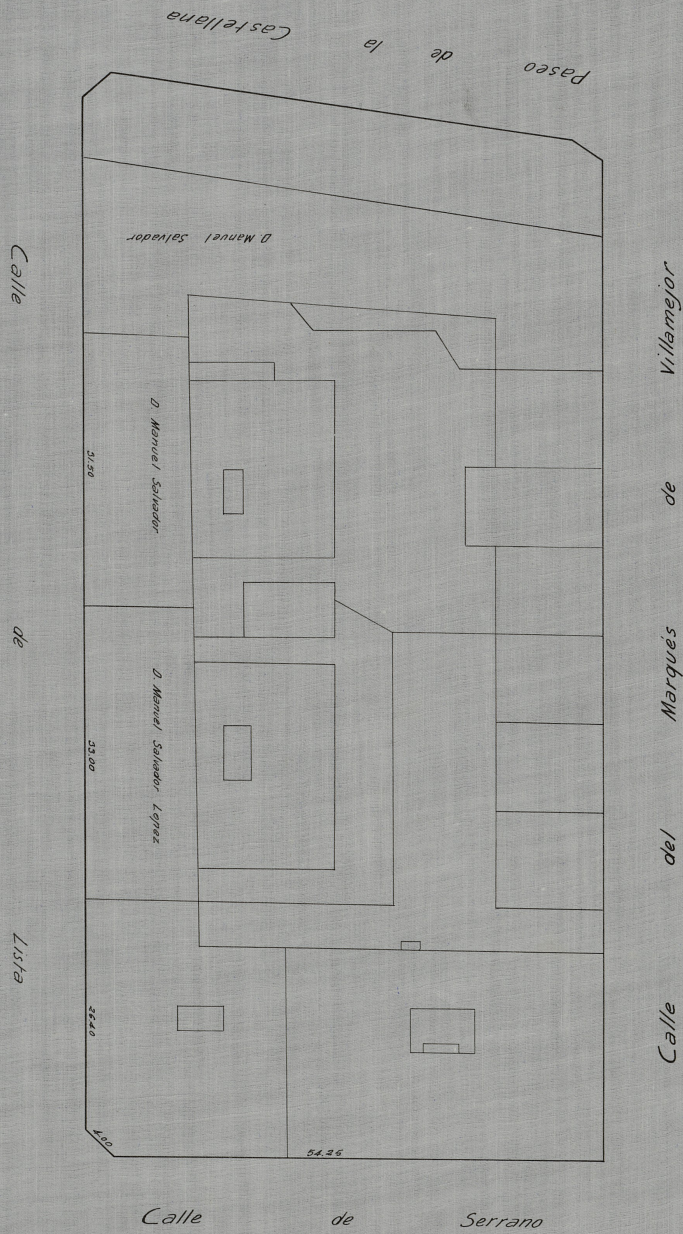 Paseo de la Castellana
D. Manuel Salvador
Calle de Lista
D. Manuel Salvador
31.50
D. Manuel Salvador Lopez
33.00
26.40
4.00
54.25
Calle de Serrano
Calle del Marqués de Villamejor